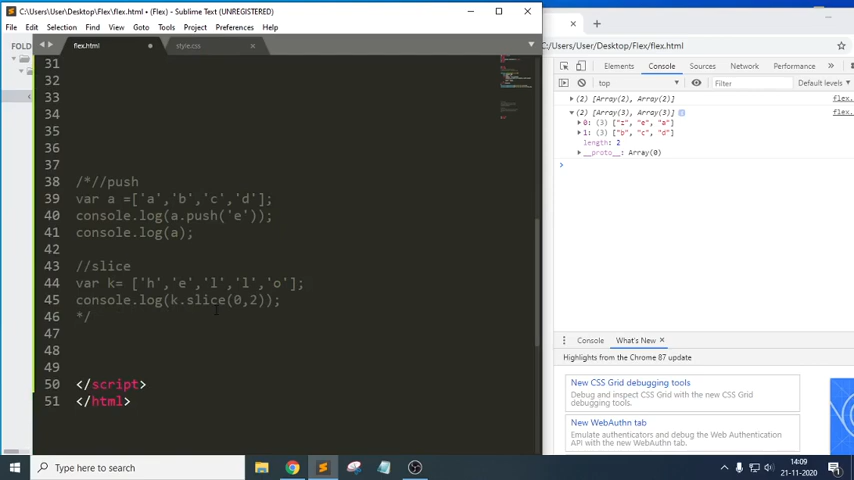 C:\Users\User\Desktop\Flex\flex.html • (Flex) - Sublime Text (UNREGISTERED)
File Edit Selection Find View Goto Tools Project Preferences Help
FOLD
flex.html
style.css
31
32
33
34
35
36
37
38 /*//push
39 var a =['a','b','c','d'];
40 console.log(a.push('e'));
41 console.log(a);
42
43 //slice
44 var k= ['h','e','l','l','o'];
45 console.log(k.slice(0,2));
46 */
47
48
49
50 </script>
51 </html>
C:/Users/User/Desktop/Flex/flex.html
Elements Console Sources Network Performance »
top Filter Default levels
(2) [Array(2), Array(2)] flex.
(2) [Array(3), Array(3)] flex.
0: (3) ["z", "e", "a"]
1: (3) ["b", "c", "d"]
length: 2
__proto__: Array(0)
Console What's New
Highlights from the Chrome 87 update
New CSS Grid debugging tools
Debug and inspect CSS Grid with the new CSS Grid
debugging tools.
New WebAuthn tab
Emulate authenticators and debug the Web Authentication
API with the new WebAuthn tab.
Type here to search
14:09
21-11-2020